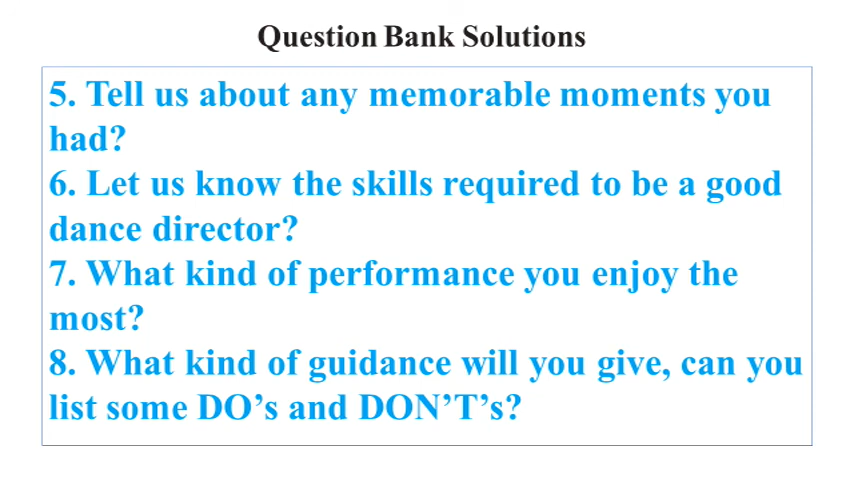 Question Bank Solutions
5. Tell us about any memorable moments you
had?
6. Let us know the skills required to be a good
dance director?
7. What kind of performance you enjoy the
most?
8. What kind of guidance will you give, can you
list some DO’s and DON’T’s?